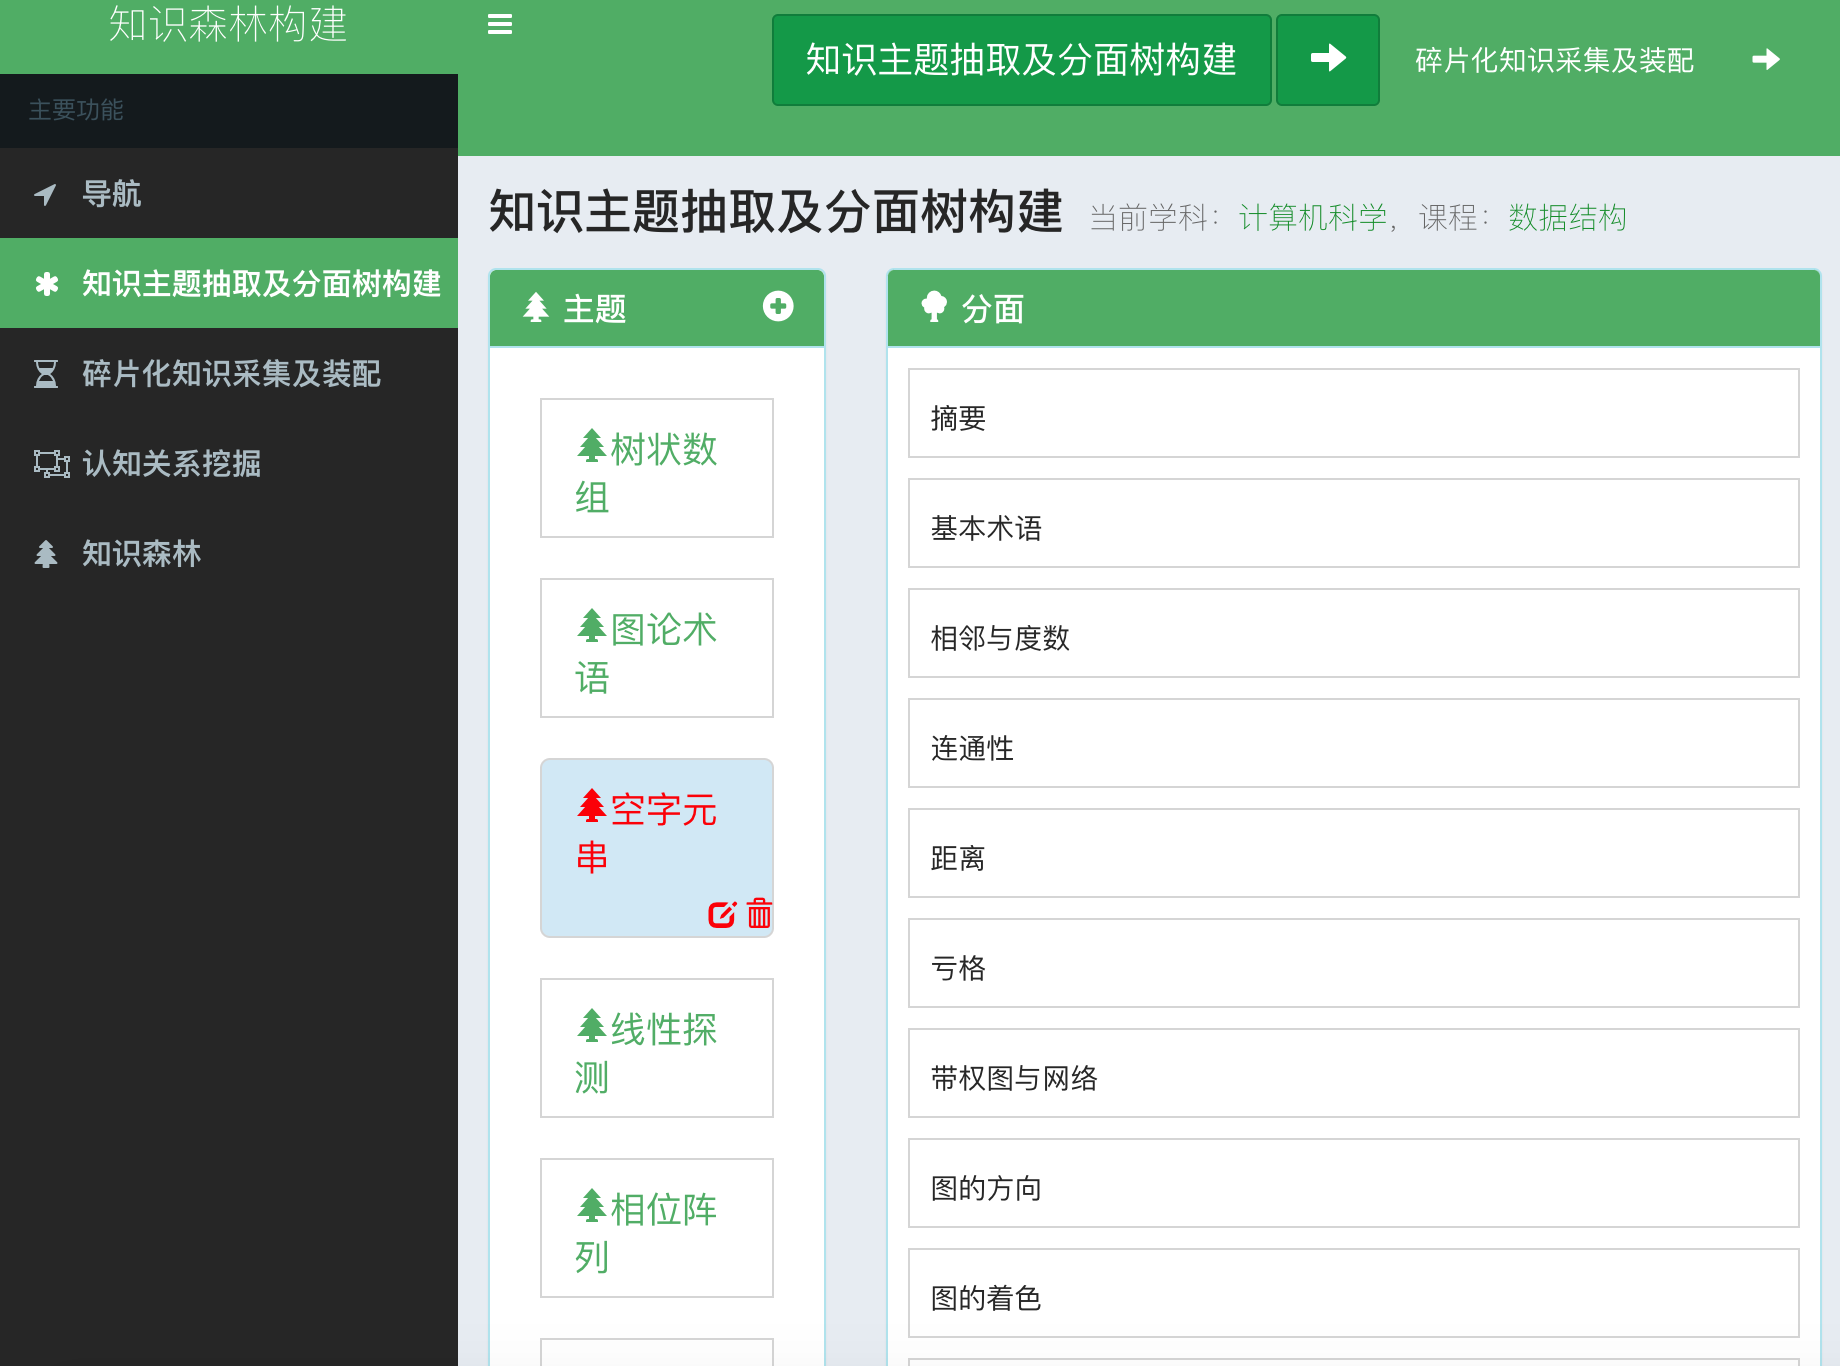 知识森林构建
主要功能
导航
知识主题抽取及分面树构建
碎片化知识采集及装配
认知关系挖掘
知识森林
知识主题抽取及分面树构建
碎片化知识采集及装配
知识主题抽取及分面树构建 当前学科：计算机科学，课程：数据结构
主题
树状数
组
图论术
语
空字元
串
线性探
测
相位阵
列
分面
摘要
基本术语
相邻与度数
连通性
距离
亏格
带权图与网络
图的方向
图的着色